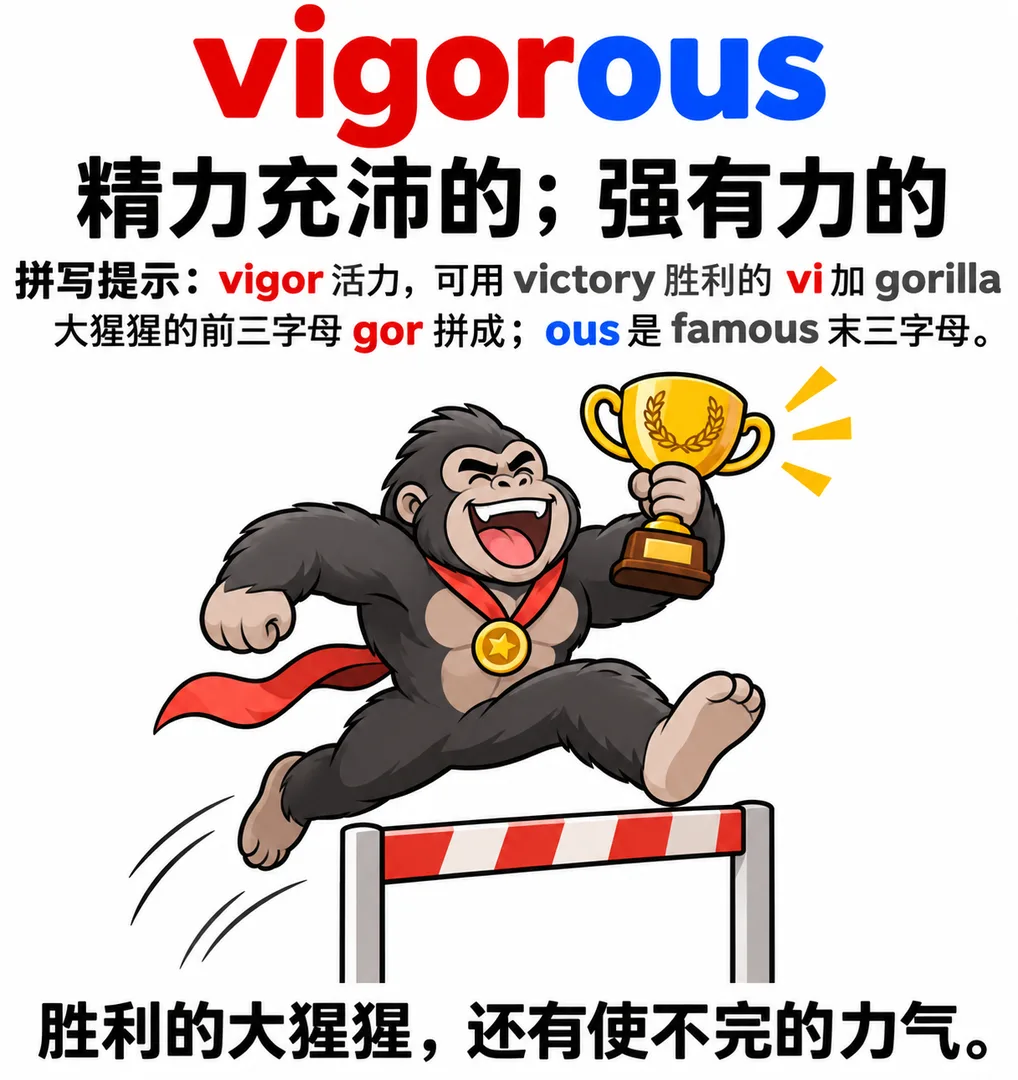 vigorous
精力充沛的；强有力的
拼写提示：vigor 活力，可用 victory 胜利的 vi 加 gorilla
大猩猩的前三字母 gor 拼成；ous 是 famous 末三字母。
胜利的大猩猩，还有使不完的力气。